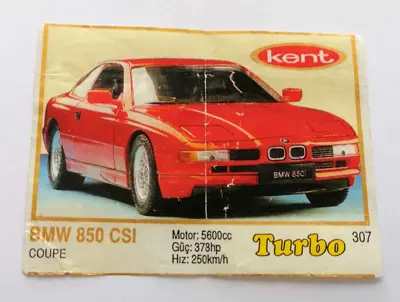 kent
BMW 850i
BMW 850 CSI
COUPE
Motor: 5600cc
Güç: 378hp
Hız: 250km/h
Turbo
307